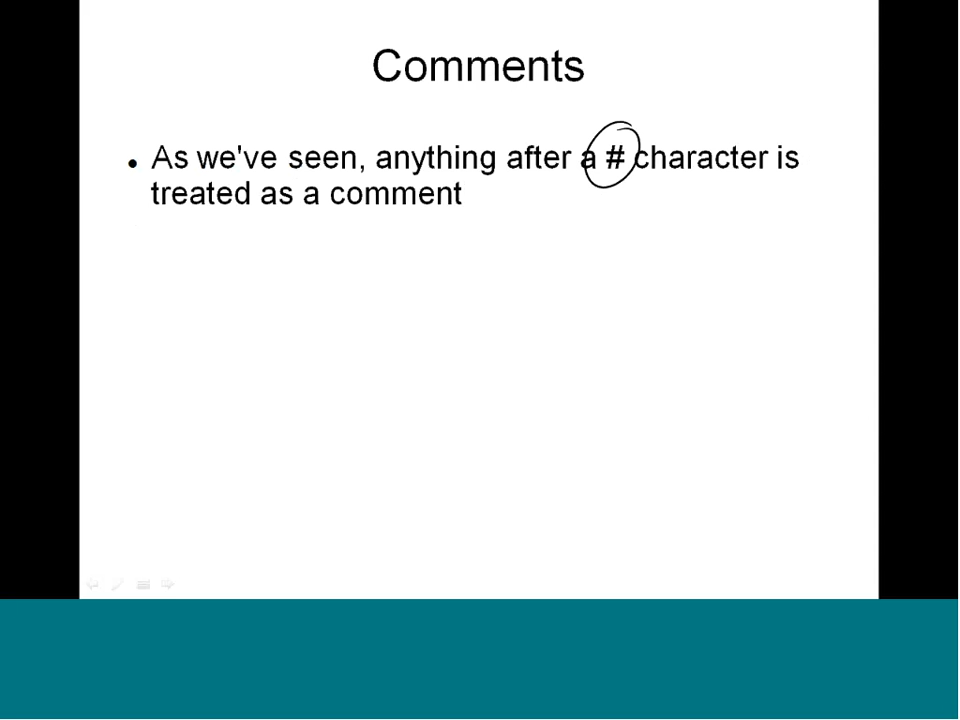 Comments
• As we've seen, anything after a # character is
treated as a comment